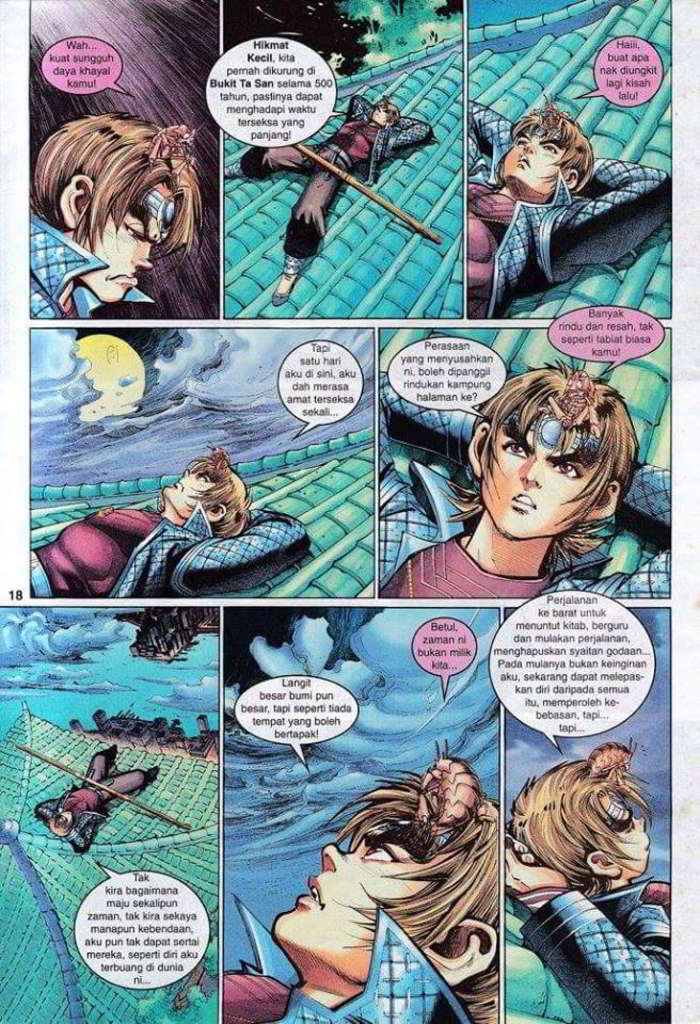 Wah...
kuat sungguh
daya khayal
kamu!
Hikmat
Kecil, kita
pernah dikurung di
Bukit Ta San selama 500
tahun, pastinya dapat
menghadapi waktu
terseksa yang
panjang!
Haiii,
buat apa
nak diungkit
lagi kisah
lalu!
Tapi
satu hari
aku di sini, aku
dah merasa
amat terseksa
sekali...
Perasaan
yang menyusahkan
ni, boleh dipanggil
rindukan kampung
halaman ke?
Banyak
rindu dan resah, tak
seperti tabiat biasa
kamu!
18
Tak
kira bagaimana
maju sekalipun
zaman, tak kira sekaya
manapun kebendaan,
aku pun tak dapat sertai
mereka, seperti diri aku
terbuang di dunia
ni...
Langit
besar bumi pun
besar, tapi seperti tiada
tempat yang boleh
bertapak!
Betul,
zaman ni
bukan milik
kita...
Perjalanan
ke barat untuk
menuntut kitab, berguru
dan mulakan perjalanan,
menghapuskan syaitan godaan...
Pada mulanya bukan keinginan
aku, sekarang dapat melepas-
kan diri daripada semua
itu, memperoleh ke-
bebasan, tapi...
tapi...